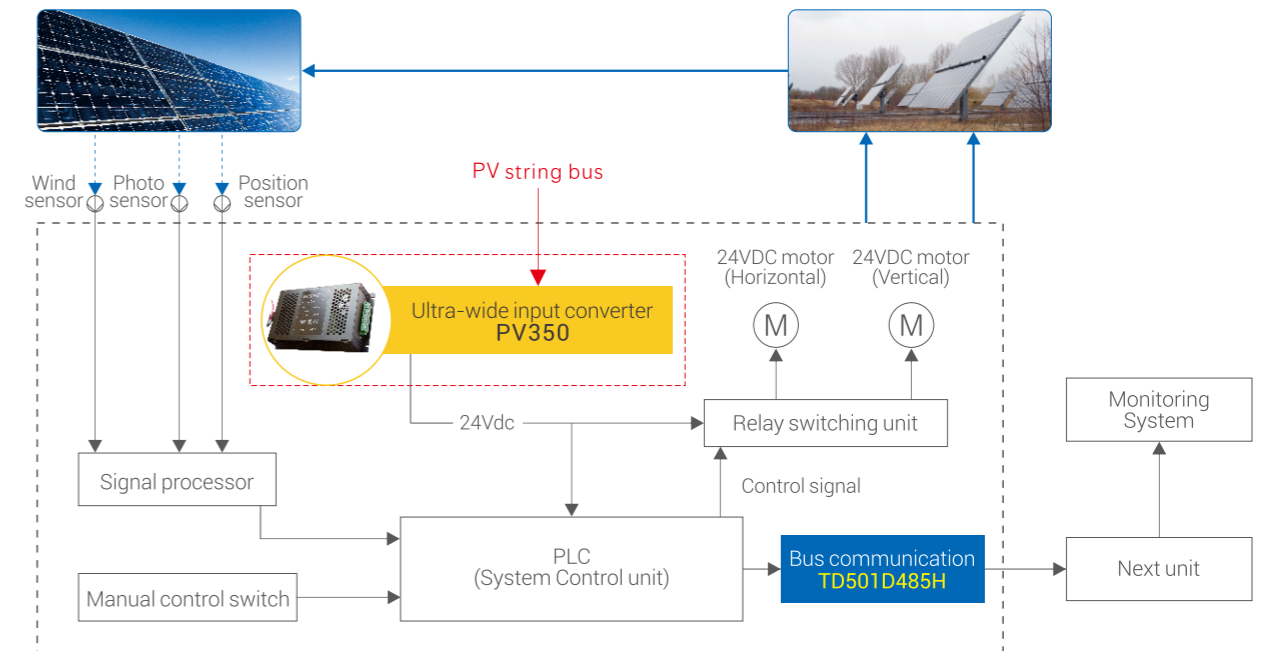 PV string bus
Wind
sensor
Photo
sensor
Position
sensor
24VDC motor
(Horizontal)
24VDC motor
(Vertical)
Ultra-wide input converter
PV350
M
M
24Vdc
Relay switching unit
Monitoring
System
Signal processor
Control signal
PLC
(System Control unit)
Bus communication
TD501D485H
Next unit
Manual control switch